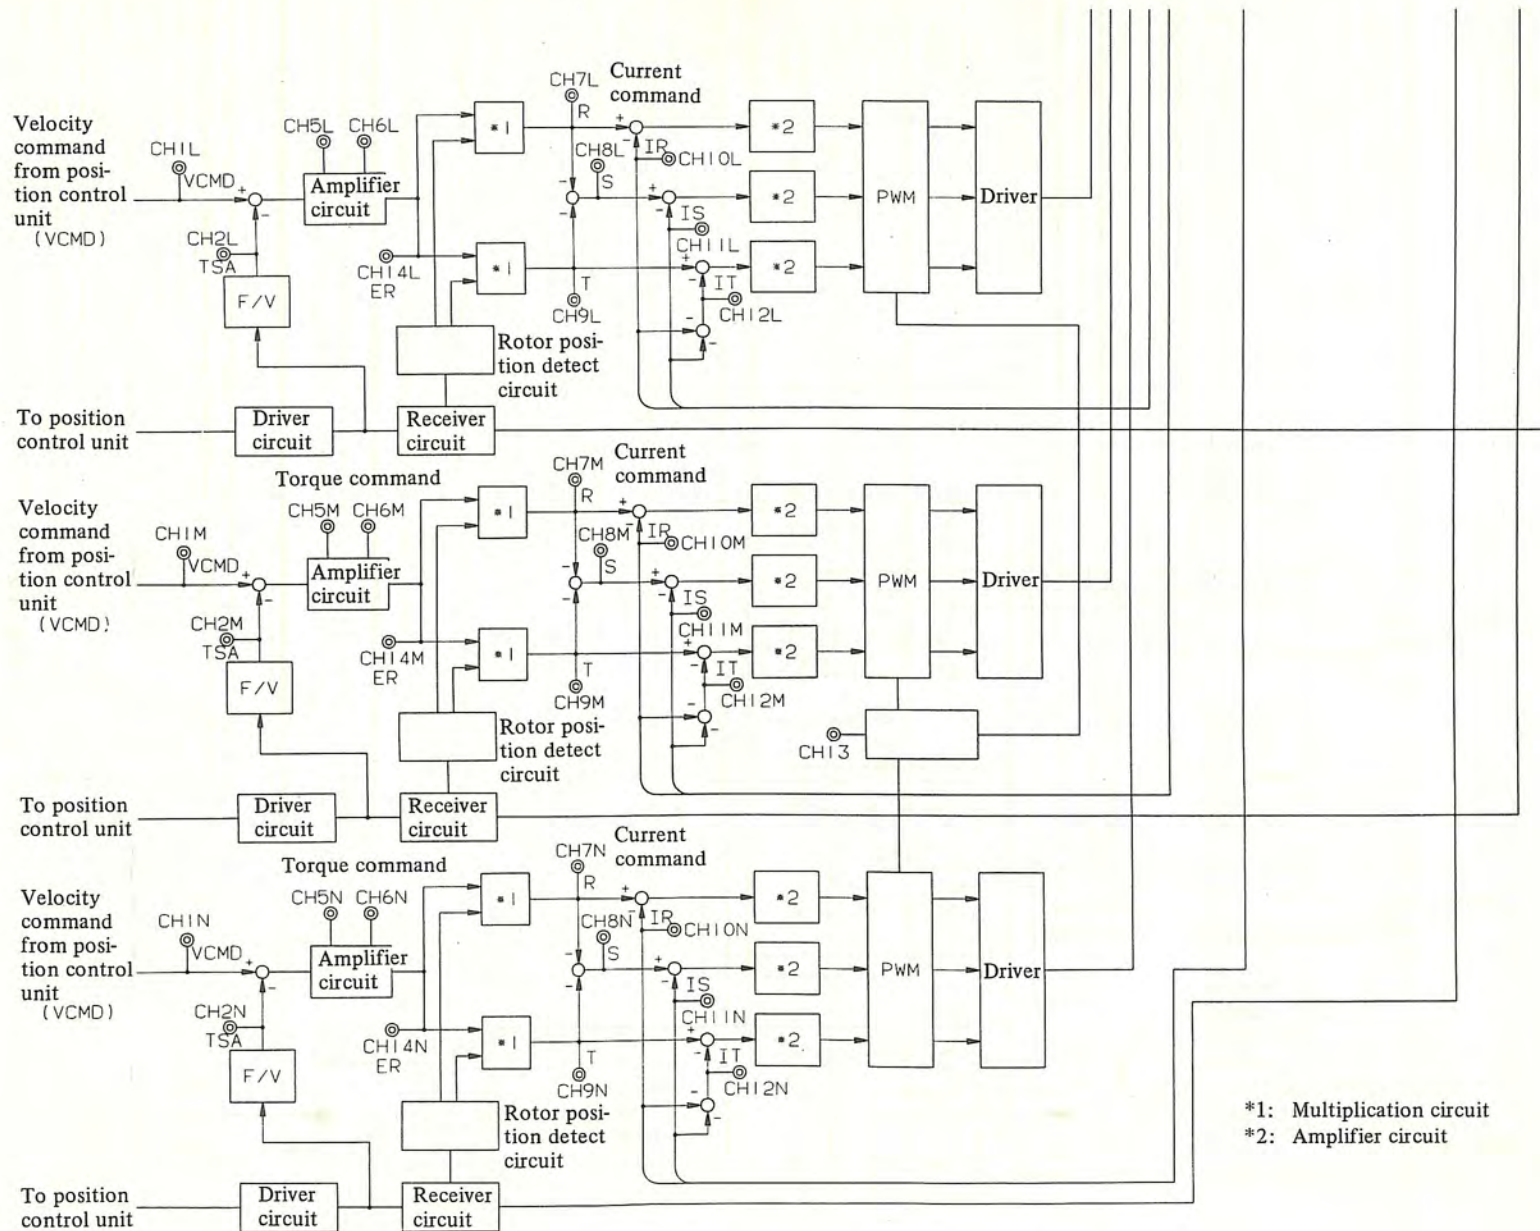 Velocity
command
from posi-
tion control
unit
(VCMD)
CH1L
VCMD
+
-
CH2L
TSA
F/V
CH5L
CH6L
Amplifier
circuit
CH14L
ER
*1
*1
CH7L
R
Current
command
+
-
IR
CH10L
CH8L
S
-
-
+
-
IS
CH11L
T
CH9L
+
-
IT
CH12L
-
-
*2
*2
*2
PWM
Driver
Rotor posi-
tion detect
circuit
To position
control unit
Driver
circuit
Receiver
circuit
Torque command
Velocity
command
from posi-
tion control
unit
(VCMD)
CH1M
VCMD
+
-
CH2M
TSA
F/V
CH5M
CH6M
Amplifier
circuit
CH14M
ER
*1
*1
CH7M
R
Current
command
+
-
IR
CH10M
CH8M
S
-
-
+
-
IS
CH11M
T
CH9M
+
-
IT
CH12M
-
-
*2
*2
*2
PWM
Driver
CH13
Rotor posi-
tion detect
circuit
To position
control unit
Driver
circuit
Receiver
circuit
Torque command
Velocity
command
from posi-
tion control
unit
(VCMD)
CH1N
VCMD
+
-
CH2N
TSA
F/V
CH5N
CH6N
Amplifier
circuit
CH14N
ER
*1
*1
CH7N
R
Current
command
+
-
IR
CH10N
CH8N
S
-
-
+
-
IS
CH11N
T
CH9N
+
-
IT
CH12N
-
-
*2
*2
*2
PWM
Driver
Rotor posi-
tion detect
circuit
To position
control unit
Driver
circuit
Receiver
circuit
*1: Multiplication circuit
*2: Amplifier circuit